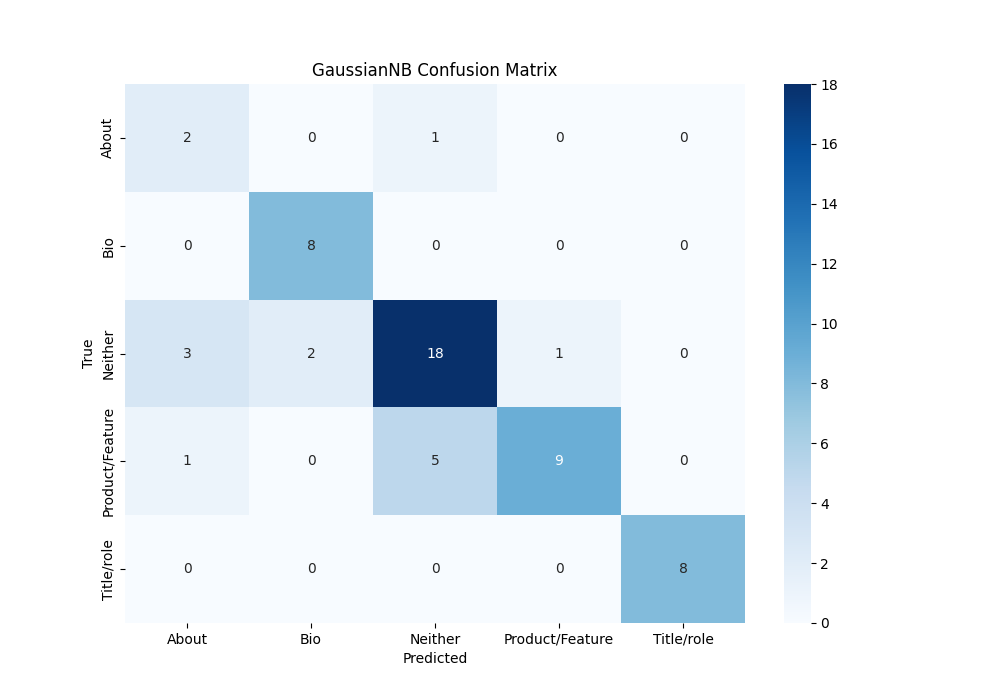 GaussianNB Confusion Matrix
About
2 0 1 0 0
Bio
0 8 0 0 0
Neither
3 2 18 1 0
Product/Feature
1 0 5 9 0
Title/role
0 0 0 0 8
True
About Bio Neither Product/Feature Title/role
Predicted
18
16
14
12
10
8
6
4
2
0